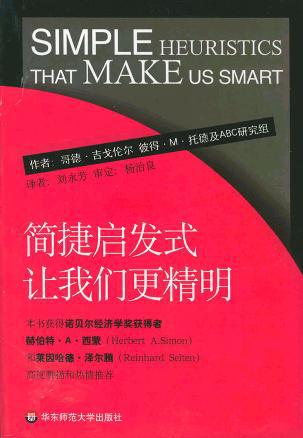 SIMPLE HEURISTICS
THAT MAKE US SMART
作者：哥德·吉戈伦尔 彼得·M·托德及ABC研究组
译者：刘永芳 审定：杨治良
简捷启发式
让我们更精明
本书获得诺贝尔经济学奖获得者
赫伯特·A·西蒙（Herbert A.Simon）
和莱因哈德·泽尔腾（Reinhard Selten）
高度赞扬和热情推荐
华东师范大学出版社